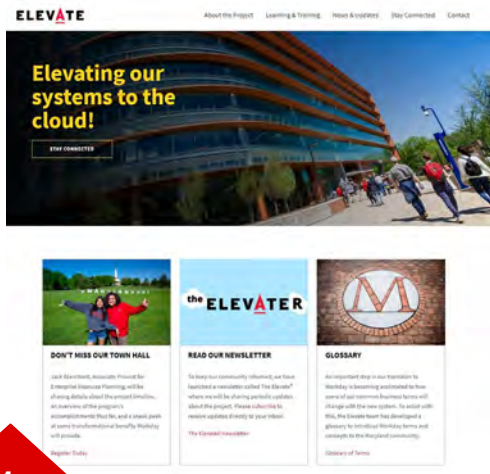 ELEVATE
About the Project Learning & Training News & Updates Stay Connected Contact
Elevating our
systems to the
cloud!
STAY CONNECTED
the ELEVATER
M
DON'T MISS OUR TOWN HALL
READ OUR NEWSLETTER
GLOSSARY
Jack Blanchard, Associate Provost for
Enterprise Resource Planning, will be
sharing details about the project timeline,
an overview of the program's
accomplishments thus far, and a sneak peek
at some transformational benefits Workday
will provide.
Register Today
To keep our community informed, we have
launched a newsletter called The Elevate
where we will be sharing periodic updates
about the project. Please subscribe to
receive updates directly to your inbox.
The Elevate Newsletter
An important step in our transition to
Workday is becoming acclimated to how
some of our common business terms will
change with the new system. To assist with
this, the Elevate team has developed a
glossary to introduce Workday terms and
concepts to the Maryland community.
Glossary of Terms